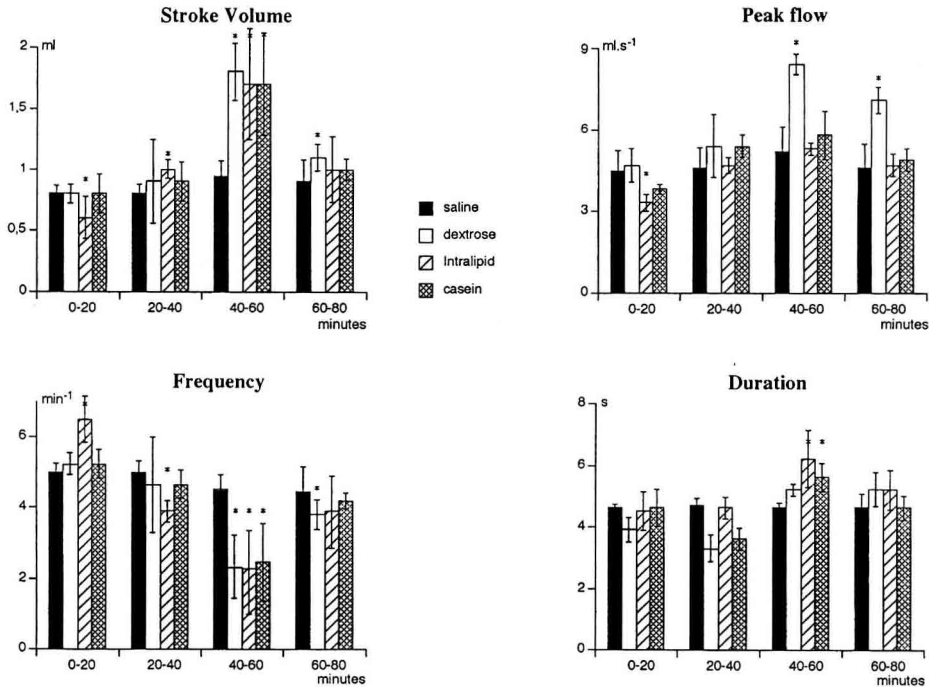 Stroke Volume
ml
2
1,5
1
0,5
0
* * * * * *
0-20 20-40 40-60 60-80
minutes
saline
dextrose
Intralipid
casein
Peak flow
ml.s⁻¹
9
6
3
0
* * *
0-20 20-40 40-60 60-80
minutes
Frequency
min⁻¹
6
4
2
0
* * * * * *
0-20 20-40 40-60 60-80
minutes
Duration
s
8
6
4
2
0
* *
0-20 20-40 40-60 60-80
minutes